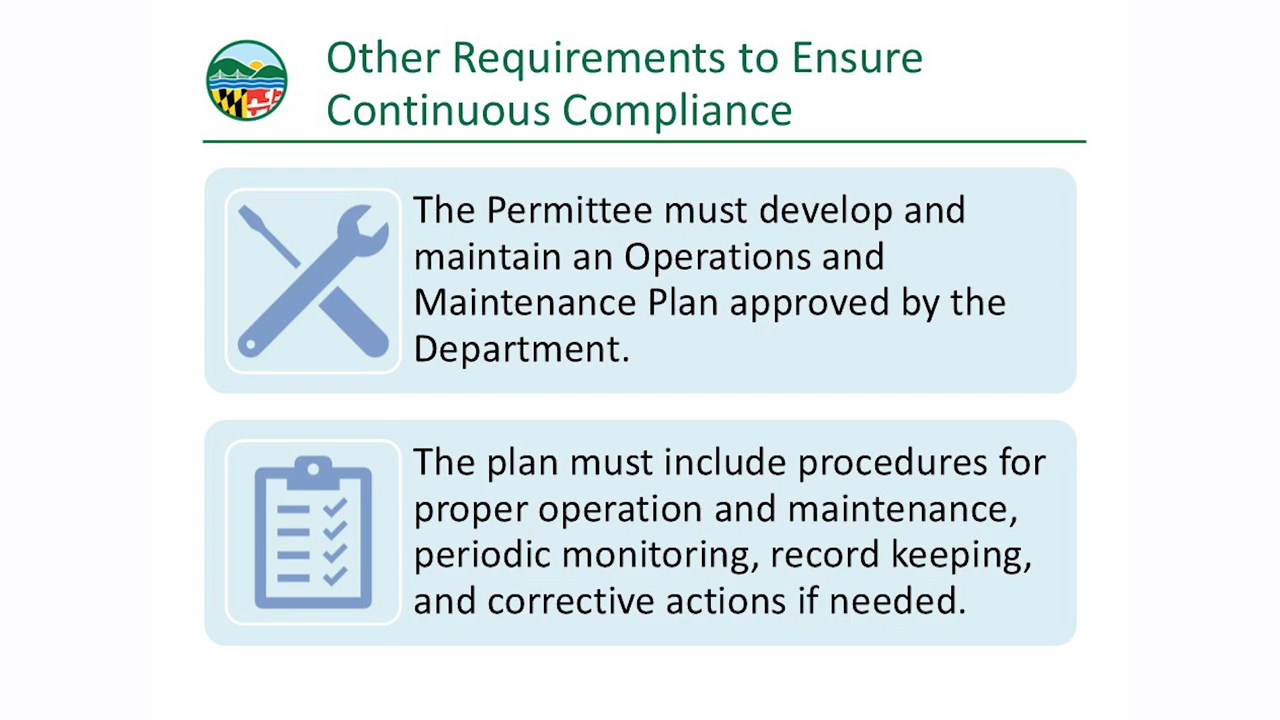 Other Requirements to Ensure
Continuous Compliance
The Permittee must develop and
maintain an Operations and
Maintenance Plan approved by the
Department.
The plan must include procedures for
proper operation and maintenance,
periodic monitoring, record keeping,
and corrective actions if needed.